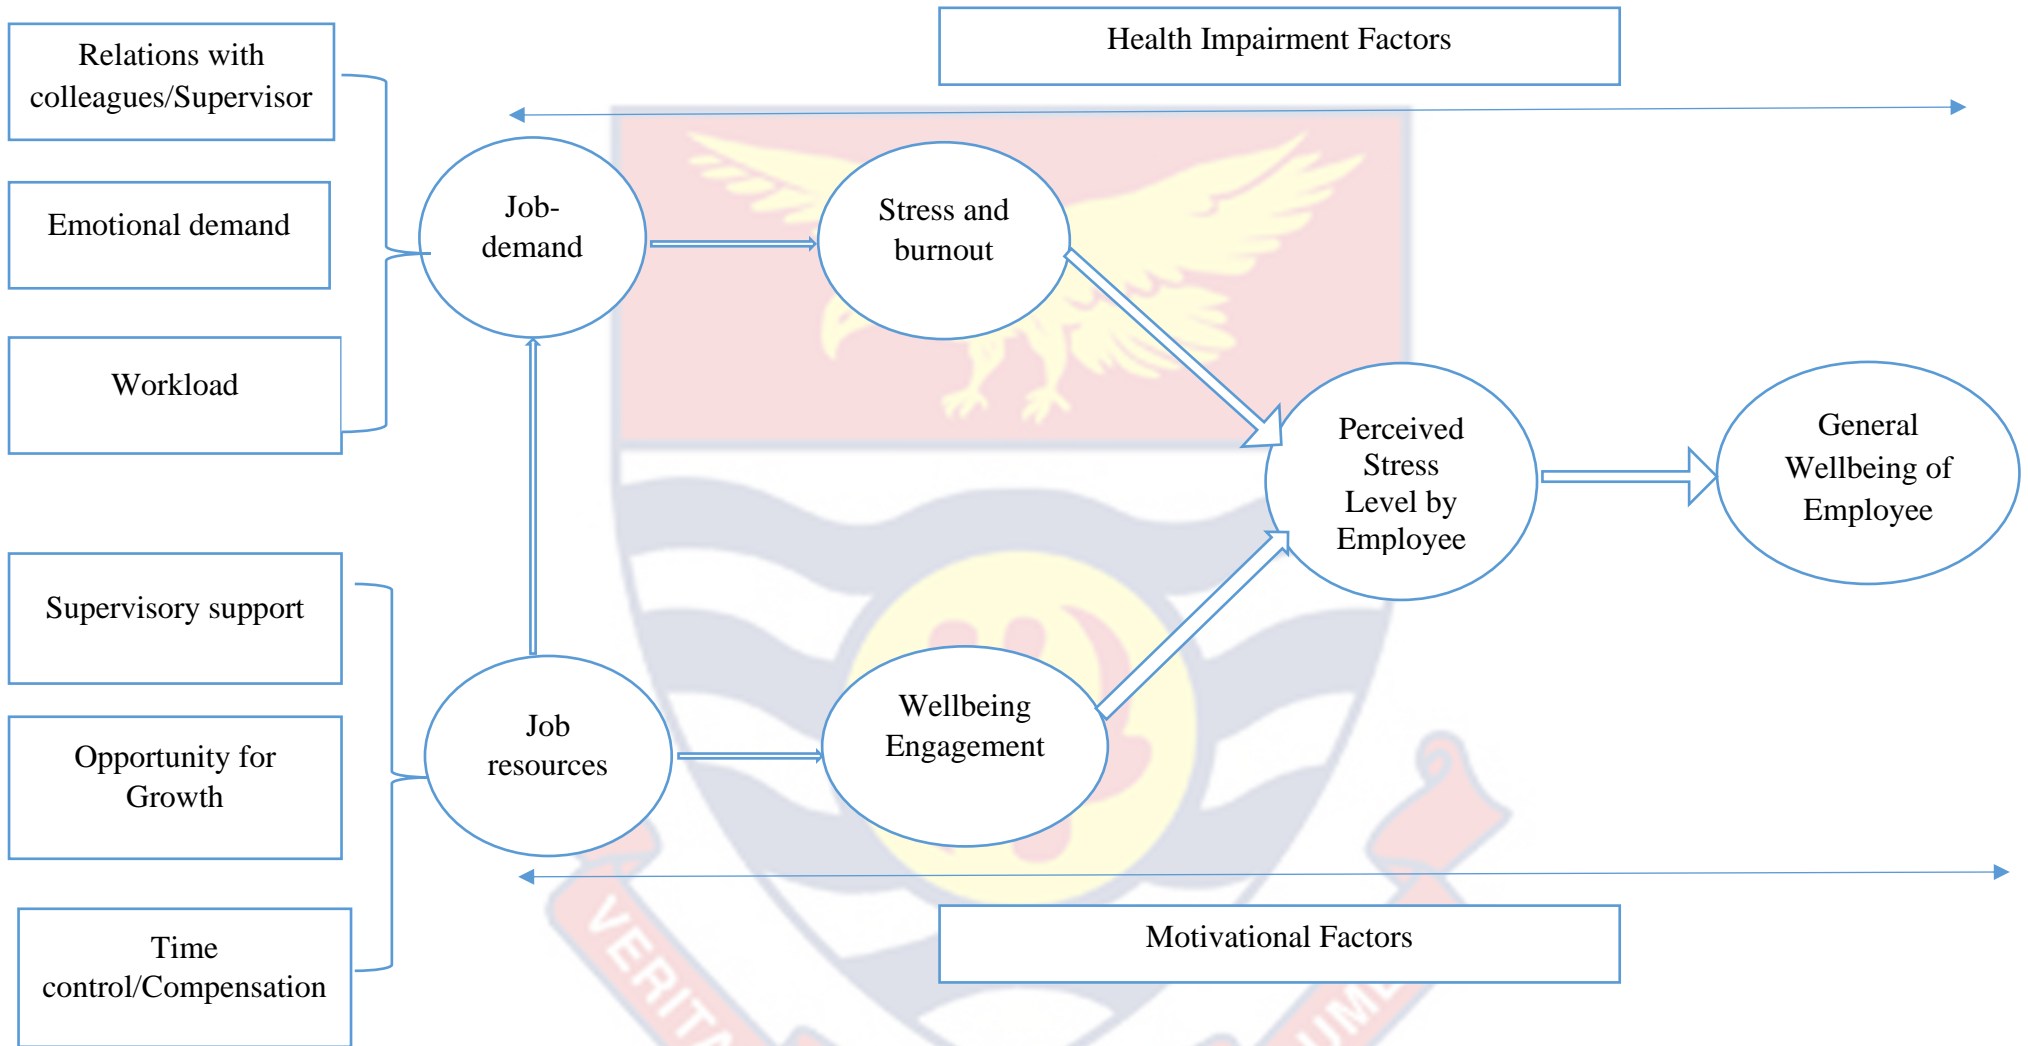 Health Impairment Factors
Relations with
colleagues/Supervisor
Emotional demand
Workload
Job-
demand
Stress and
burnout
Perceived
Stress
Level by
Employee
General
Wellbeing of
Employee
Supervisory support
Opportunity for
Growth
Time
control/Compensation
Job
resources
Wellbeing
Engagement
Motivational Factors